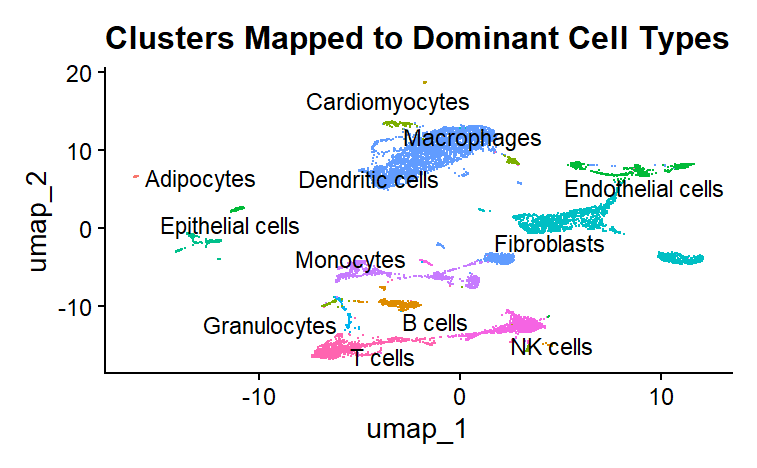 Clusters Mapped to Dominant Cell Types
20
Cardiomyocytes
Macrophages
10
Adipocytes
Dendritic cells
Endothelial cells
umap_2
0
Epithelial cells
Fibroblasts
Monocytes
-10
Granulocytes
B cells
NK cells
T cells
-10
0
10
umap_1